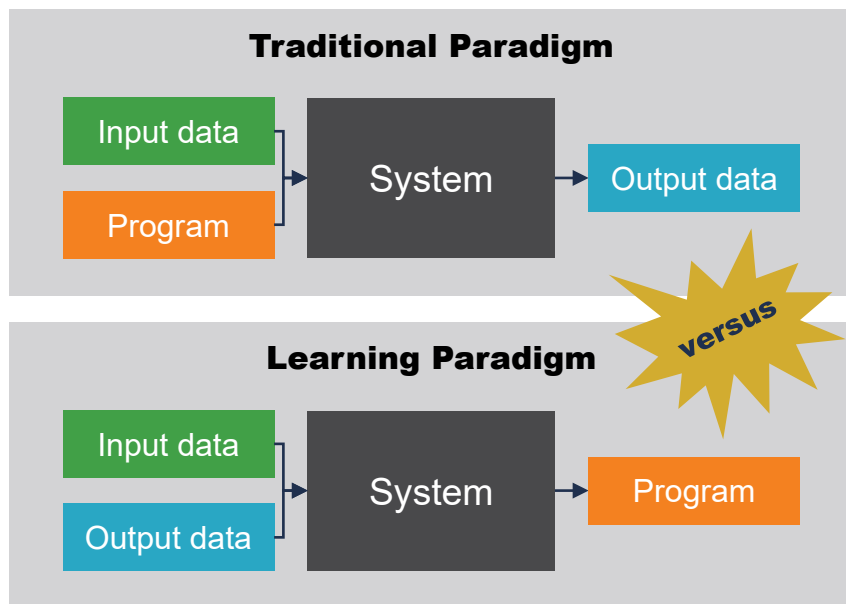 Traditional Paradigm
Input data
Program
System
Output data
versus
Learning Paradigm
Input data
Output data
System
Program